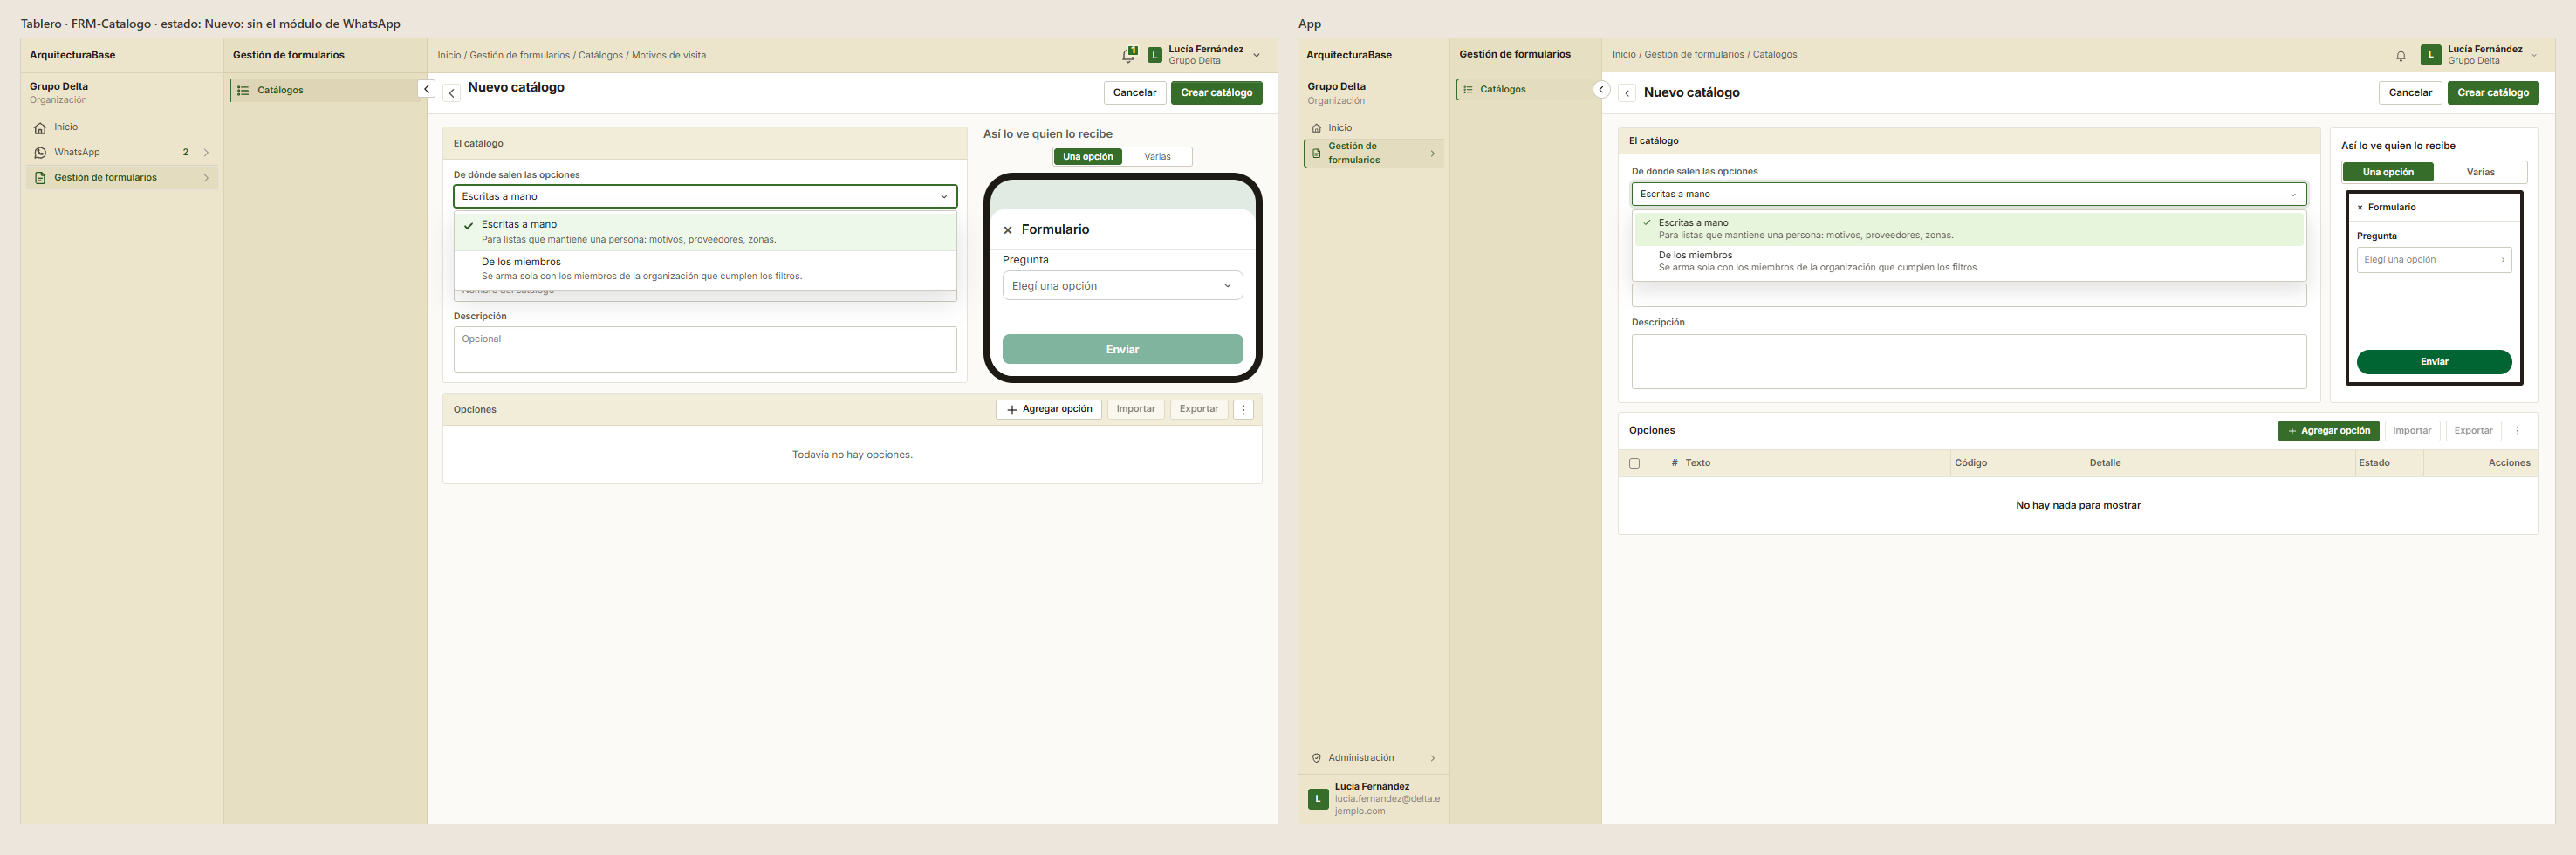 Tablero · FRM-Catalogo · estado: Nuevo: sin el módulo de WhatsApp
ArquitecturaBase
Grupo Delta
Organización
Inicio
WhatsApp 2
Gestión de formularios
Gestión de formularios
Catálogos
Inicio / Gestión de formularios / Catálogos / Motivos de visita
1
L
Lucía Fernández
Grupo Delta
Nuevo catálogo
Cancelar
Crear catálogo
El catálogo
De dónde salen las opciones
Escritas a mano
Escritas a mano
Para listas que mantiene una persona: motivos, proveedores, zonas.
De los miembros
Se arma sola con los miembros de la organización que cumplen los filtros.
Nombre del catálogo
Descripción
Opcional
Así lo ve quien lo recibe
Una opción
Varias
× Formulario
Pregunta
Elegí una opción
Enviar
Opciones
+ Agregar opción
Importar
Exportar
Todavía no hay opciones.
App
ArquitecturaBase
Grupo Delta
Organización
Inicio
Gestión de
formularios
Administración
L
Lucía Fernández
lucia.fernandez@delta.e
jemplo.com
Gestión de formularios
Catálogos
Inicio / Gestión de formularios / Catálogos
L
Lucía Fernández
Grupo Delta
Nuevo catálogo
Cancelar
Crear catálogo
El catálogo
De dónde salen las opciones
Escritas a mano
Escritas a mano
Para listas que mantiene una persona: motivos, proveedores, zonas.
De los miembros
Se arma sola con los miembros de la organización que cumplen los filtros.
Descripción
Así lo ve quien lo recibe
Una opción
Varias
× Formulario
Pregunta
Elegí una opción
Enviar
Opciones
+ Agregar opción
Importar
Exportar
# Texto Código Detalle Estado Acciones
No hay nada para mostrar